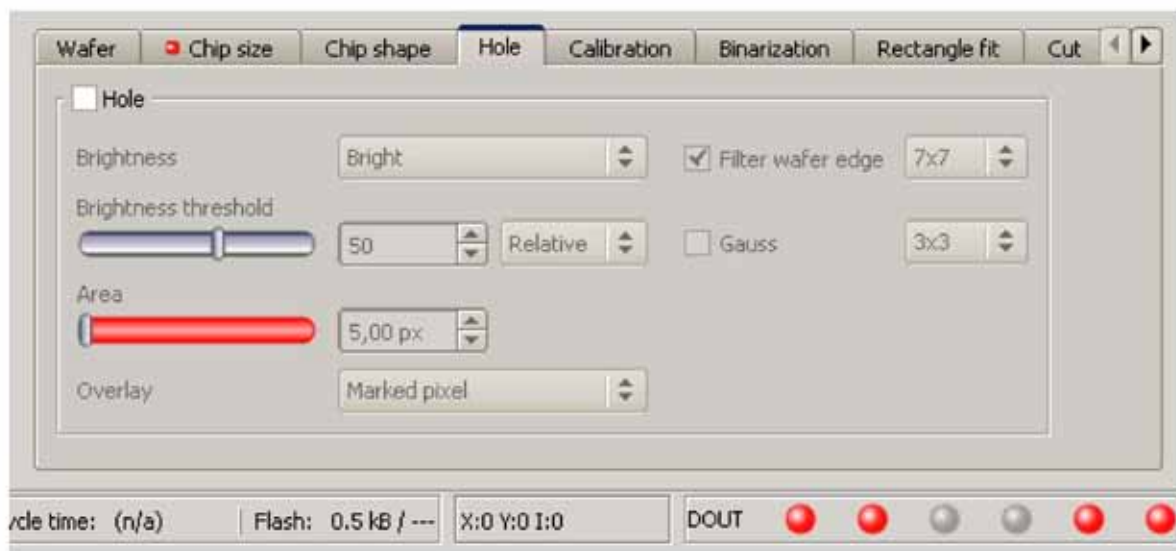 Wafer Chip size Chip shape Hole Calibration Binarization Rectangle fit Cut
Hole
Brightness Bright Filter wafer edge 7x7
Brightness threshold
50 Relative Gauss 3x3
Area
5,00 px
Overlay Marked pixel
ycle time: (n/a) Flash: 0.5 kB / --- X:0 Y:0 I:0 DOUT